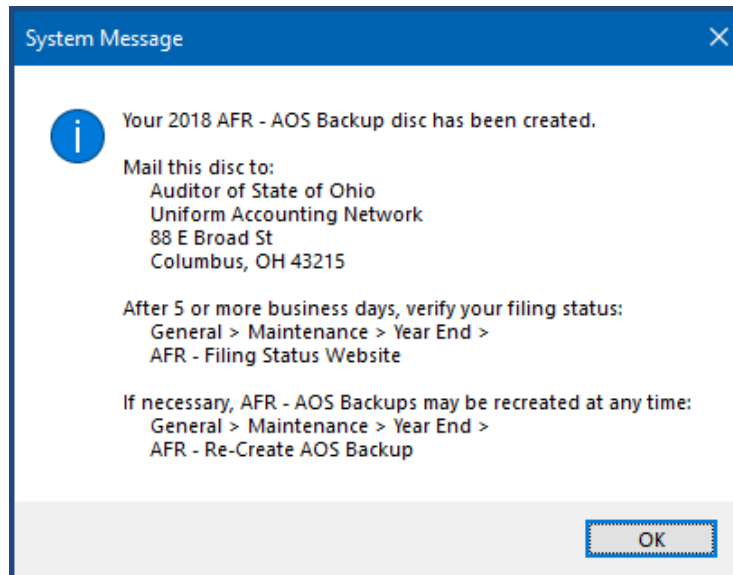 System Message
Your 2018 AFR - AOS Backup disc has been created.
Mail this disc to:
Auditor of State of Ohio
Uniform Accounting Network
88 E Broad St
Columbus, OH 43215
After 5 or more business days, verify your filing status:
General > Maintenance > Year End >
AFR - Filing Status Website
If necessary, AFR - AOS Backups may be recreated at any time:
General > Maintenance > Year End >
AFR - Re-Create AOS Backup
OK